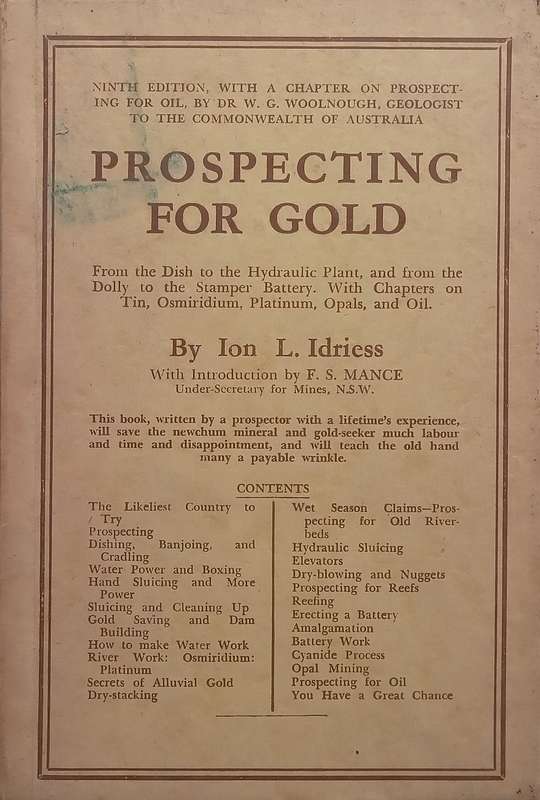 NINTH EDITION, WITH A CHAPTER ON PROSPECT-
ING FOR OIL, BY DR W. G. WOOLNOUGH, GEOLOGIST
TO THE COMMONWEALTH OF AUSTRALIA
PROSPECTING
FOR GOLD
From the Dish to the Hydraulic Plant, and from the
Dolly to the Stamper Battery. With Chapters on
Tin, Osmiridium, Platinum, Opals, and Oil.
By Ion L. Idriess
With Introduction by F. S. MANCE
Under-Secretary for Mines, N.S.W.
This book, written by a prospector with a lifetime's experience,
will save the newchum mineral and gold-seeker much labour
and time and disappointment, and will teach the old hand
many a payable wrinkle.
CONTENTS
The Likeliest Country to
Try
Prospecting
Dishing, Banjoing, and
Cradling
Water Power and Boxing
Hand Sluicing and More
Power
Sluicing and Cleaning Up
Gold Saving and Dam
Building
How to make Water Work
River Work: Osmiridium:
Platinum
Secrets of Alluvial Gold
Dry-stacking
Wet Season Claims—Pros-
pecting for Old River-
beds
Hydraulic Sluicing
Elevators
Dry-blowing and Nuggets
Prospecting for Reefs
Reefing
Erecting a Battery
Amalgamation
Battery Work
Cyanide Process
Opal Mining
Prospecting for Oil
You Have a Great Chance